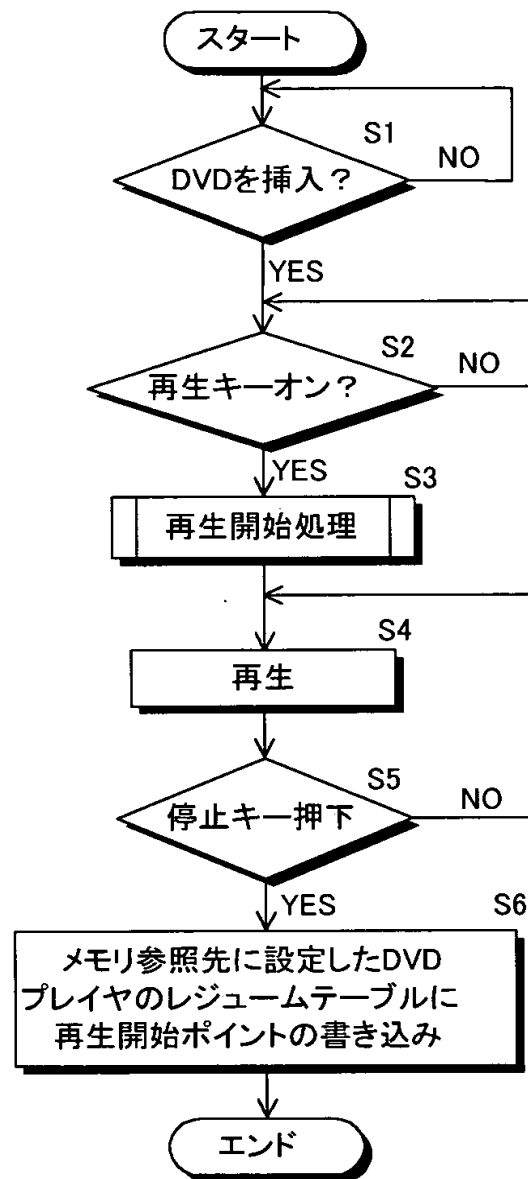 スタート
S1
DVDを挿入？
NO
YES
S2
再生キーオン？
NO
YES
S3
再生開始処理
S4
再生
S5
停止キー押下
NO
YES
S6
メモリ参照先に設定したDVD
プレイヤのレジュームテーブルに
再生開始ポイントの書き込み
エンド